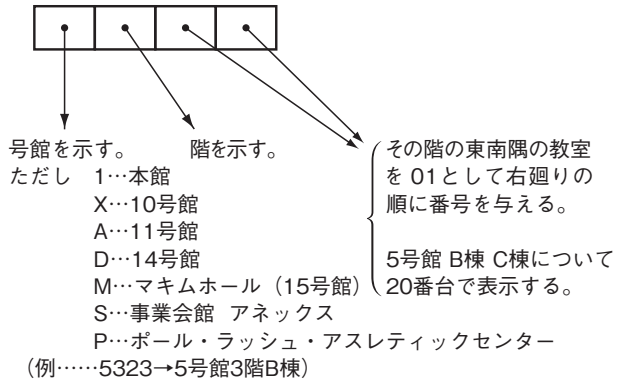 号館を示す。
ただし 1…本館
X…10号館
A…11号館
D…14号館
M…マキムホール（15号館）
S…事業会館 アネックス
P…ポール・ラッシュ・アスレティックセンター
（例……5323→5号館3階B棟）
階を示す。
その階の東南隅の教室
を 01として右廻りの
順に番号を与える。
5号館 B棟 C棟について
20番台で表示する。